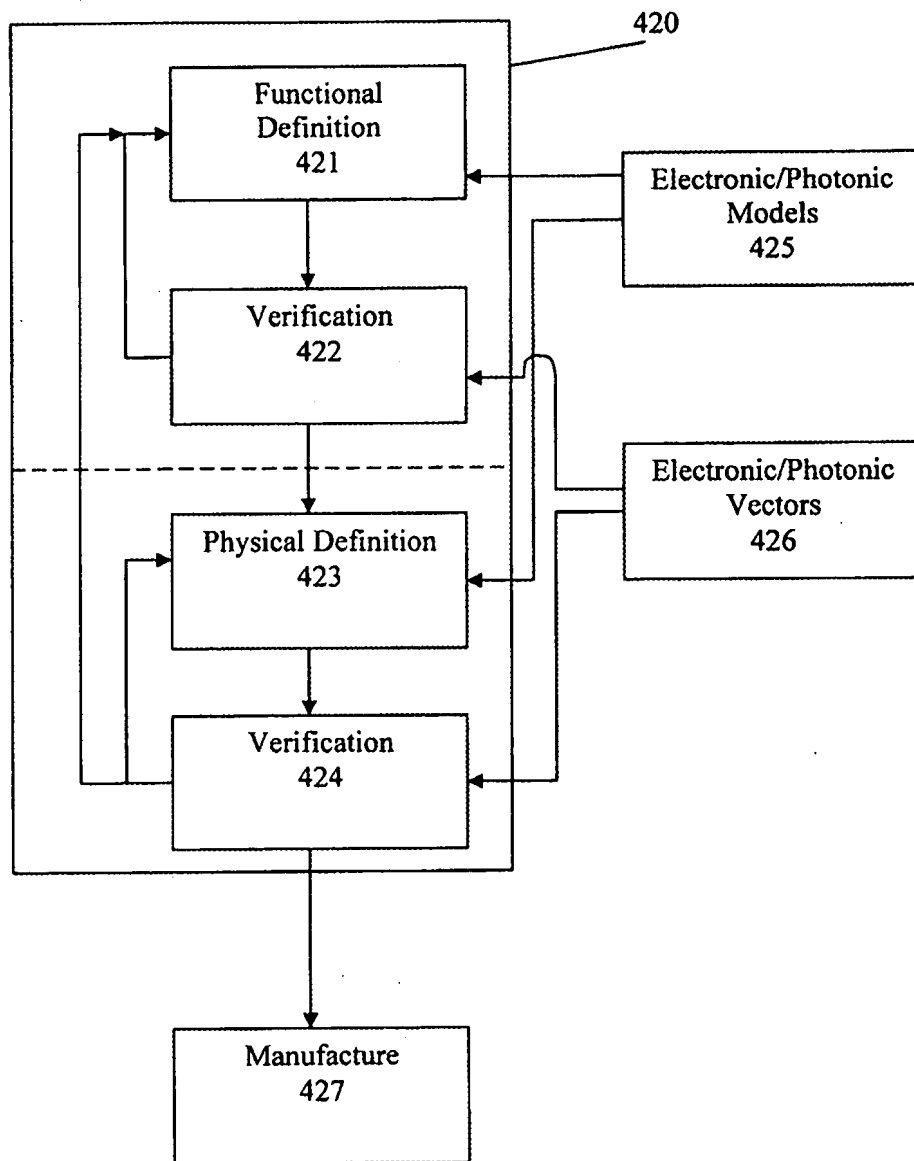 420
Functional
Definition
421
Electronic/Photonic
Models
425
Verification
422
Electronic/Photonic
Vectors
426
Physical Definition
423
Verification
424
Manufacture
427